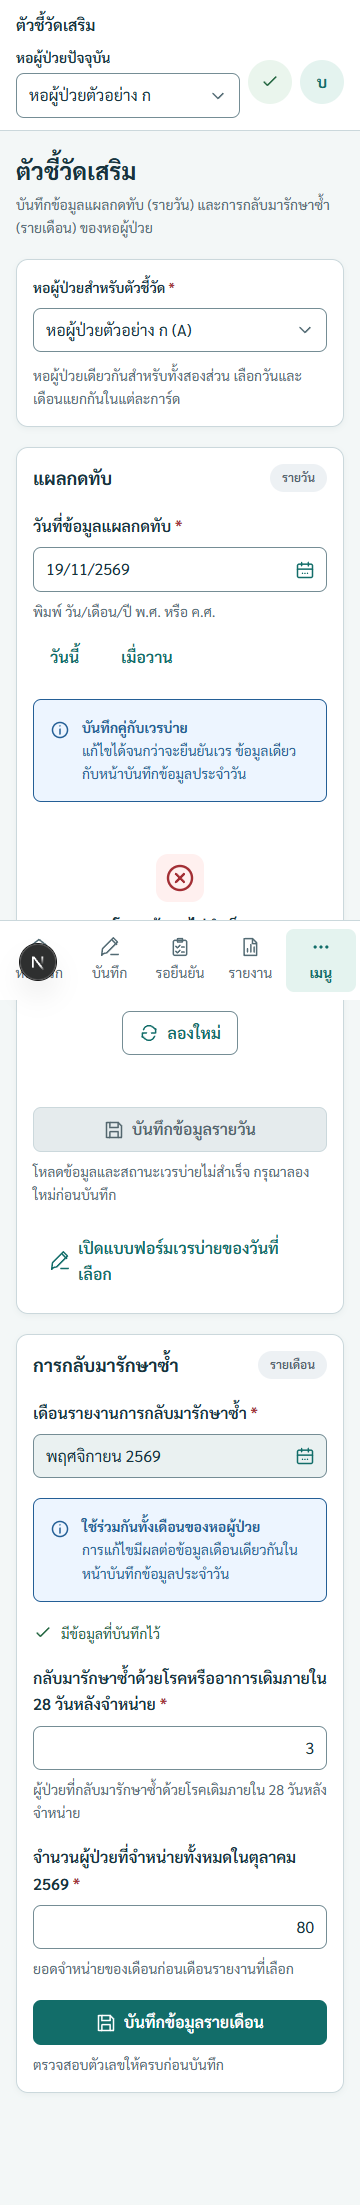 ตัวชี้วัดเสริม
หอผู้ป่วยปัจจุบัน
หอผู้ป่วยตัวอย่าง ก
บ
ตัวชี้วัดเสริม
บันทึกข้อมูลแผลกดทับ (รายวัน) และการกลับมารักษาซ้ำ
(รายเดือน) ของหอผู้ป่วย
หอผู้ป่วยสำหรับตัวชี้วัด *
หอผู้ป่วยตัวอย่าง ก (A)
หอผู้ป่วยเดียวกันสำหรับทั้งสองส่วน เลือกวันและ
เดือนแยกกันในแต่ละการ์ด
แผลกดทับ
รายวัน
วันที่ข้อมูลแผลกดทับ *
19/11/2569
พิมพ์ วัน/เดือน/ปี พ.ศ. หรือ ค.ศ.
วันนี้
เมื่อวาน
บันทึกคู่กับเวรบ่าย
แก้ไขได้จนกว่าจะยืนยันเวร ข้อมูลเดียว
กับหน้าบันทึกข้อมูลประจำวัน
N
บันทึก
รอยืนยัน
รายงาน
เมนู
ลองใหม่
บันทึกข้อมูลรายวัน
โหลดข้อมูลและสถานะเวรบ่ายไม่สำเร็จ กรุณาลอง
ใหม่ก่อนบันทึก
เปิดแบบฟอร์มเวรบ่ายของวันที่
เลือก
การกลับมารักษาซ้ำ
รายเดือน
เดือนรายงานการกลับมารักษาซ้ำ *
พฤศจิกายน 2569
ใช้ร่วมกันทั้งเดือนของหอผู้ป่วย
การแก้ไขมีผลต่อข้อมูลเดือนเดียวกันใน
หน้าบันทึกข้อมูลประจำวัน
มีข้อมูลที่บันทึกไว้
กลับมารักษาซ้ำด้วยโรคหรืออาการเดิมภายใน
28 วันหลังจำหน่าย *
3
ผู้ป่วยที่กลับมารักษาซ้ำด้วยโรคเดิมภายใน 28 วันหลัง
จำหน่าย
จำนวนผู้ป่วยที่จำหน่ายทั้งหมดในตุลาคม
2569 *
80
ยอดจำหน่ายของเดือนก่อนเดือนรายงานที่เลือก
บันทึกข้อมูลรายเดือน
ตรวจสอบตัวเลขให้ครบก่อนบันทึก